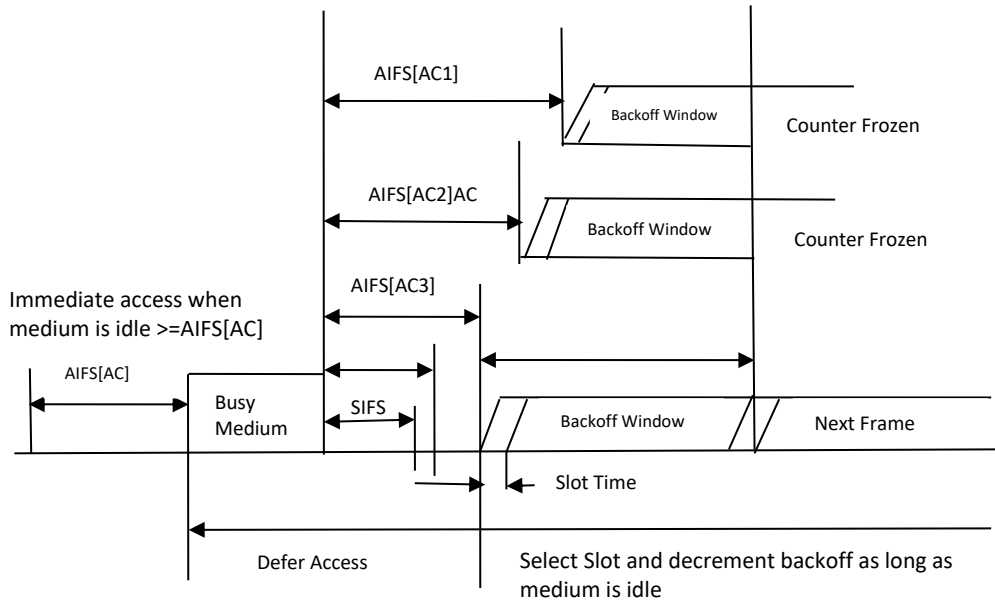 AIFS[AC1]
Backoff Window
Counter Frozen
AIFS[AC2]AC
Backoff Window
Counter Frozen
AIFS[AC3]
Immediate access when
medium is idle >=AIFS[AC]
AIFS[AC]
Busy
Medium
SIFS
Backoff Window
Next Frame
Slot Time
Defer Access
Select Slot and decrement backoff as long as
medium is idle